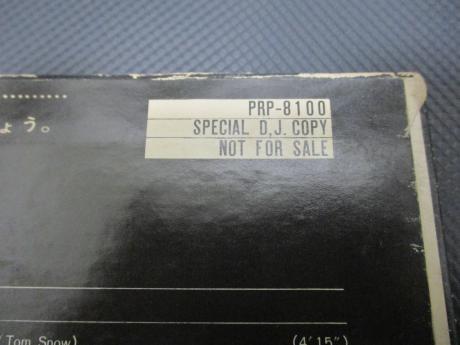 PRP-8100
ょう。
SPECIAL D.J. COPY
NOT FOR SALE
Tom Snow) (4'15")